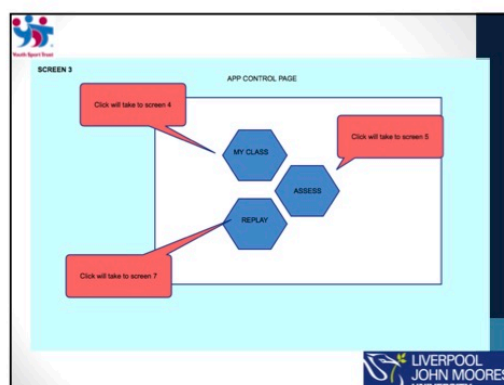 Youth Sport Trust
SCREEN 3
APP CONTROL PAGE
Click will take to screen 4
MY CLASS
Click will take to screen 5
ASSESS
REPLAY
Click will take to screen 7
LIVERPOOL
JOHN MOORES
UNIVERSITY